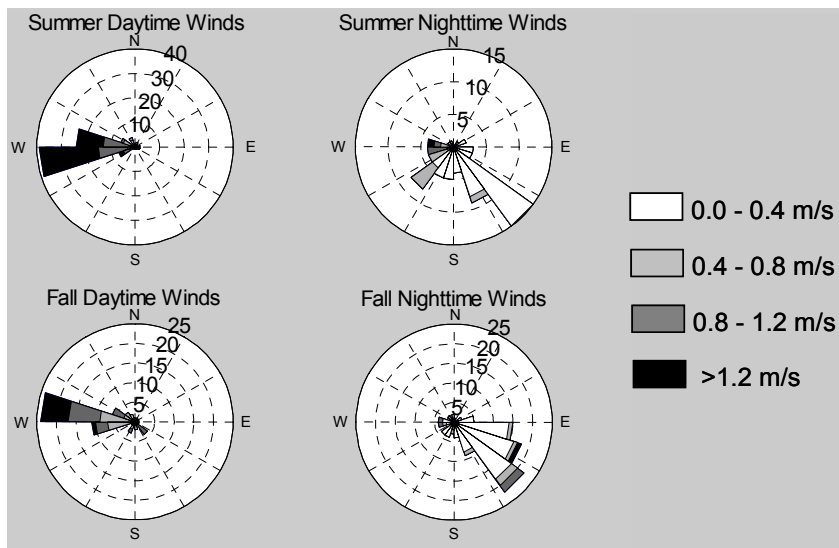 Summer Daytime Winds
N
40
30
20
10
W
E
S
Summer Nighttime Winds
N
15
10
5
W
E
S
Fall Daytime Winds
N
25
20
15
10
5
W
E
S
Fall Nighttime Winds
N
25
20
15
10
5
W
E
S
0.0 - 0.4 m/s
0.4 - 0.8 m/s
0.8 - 1.2 m/s
>1.2 m/s